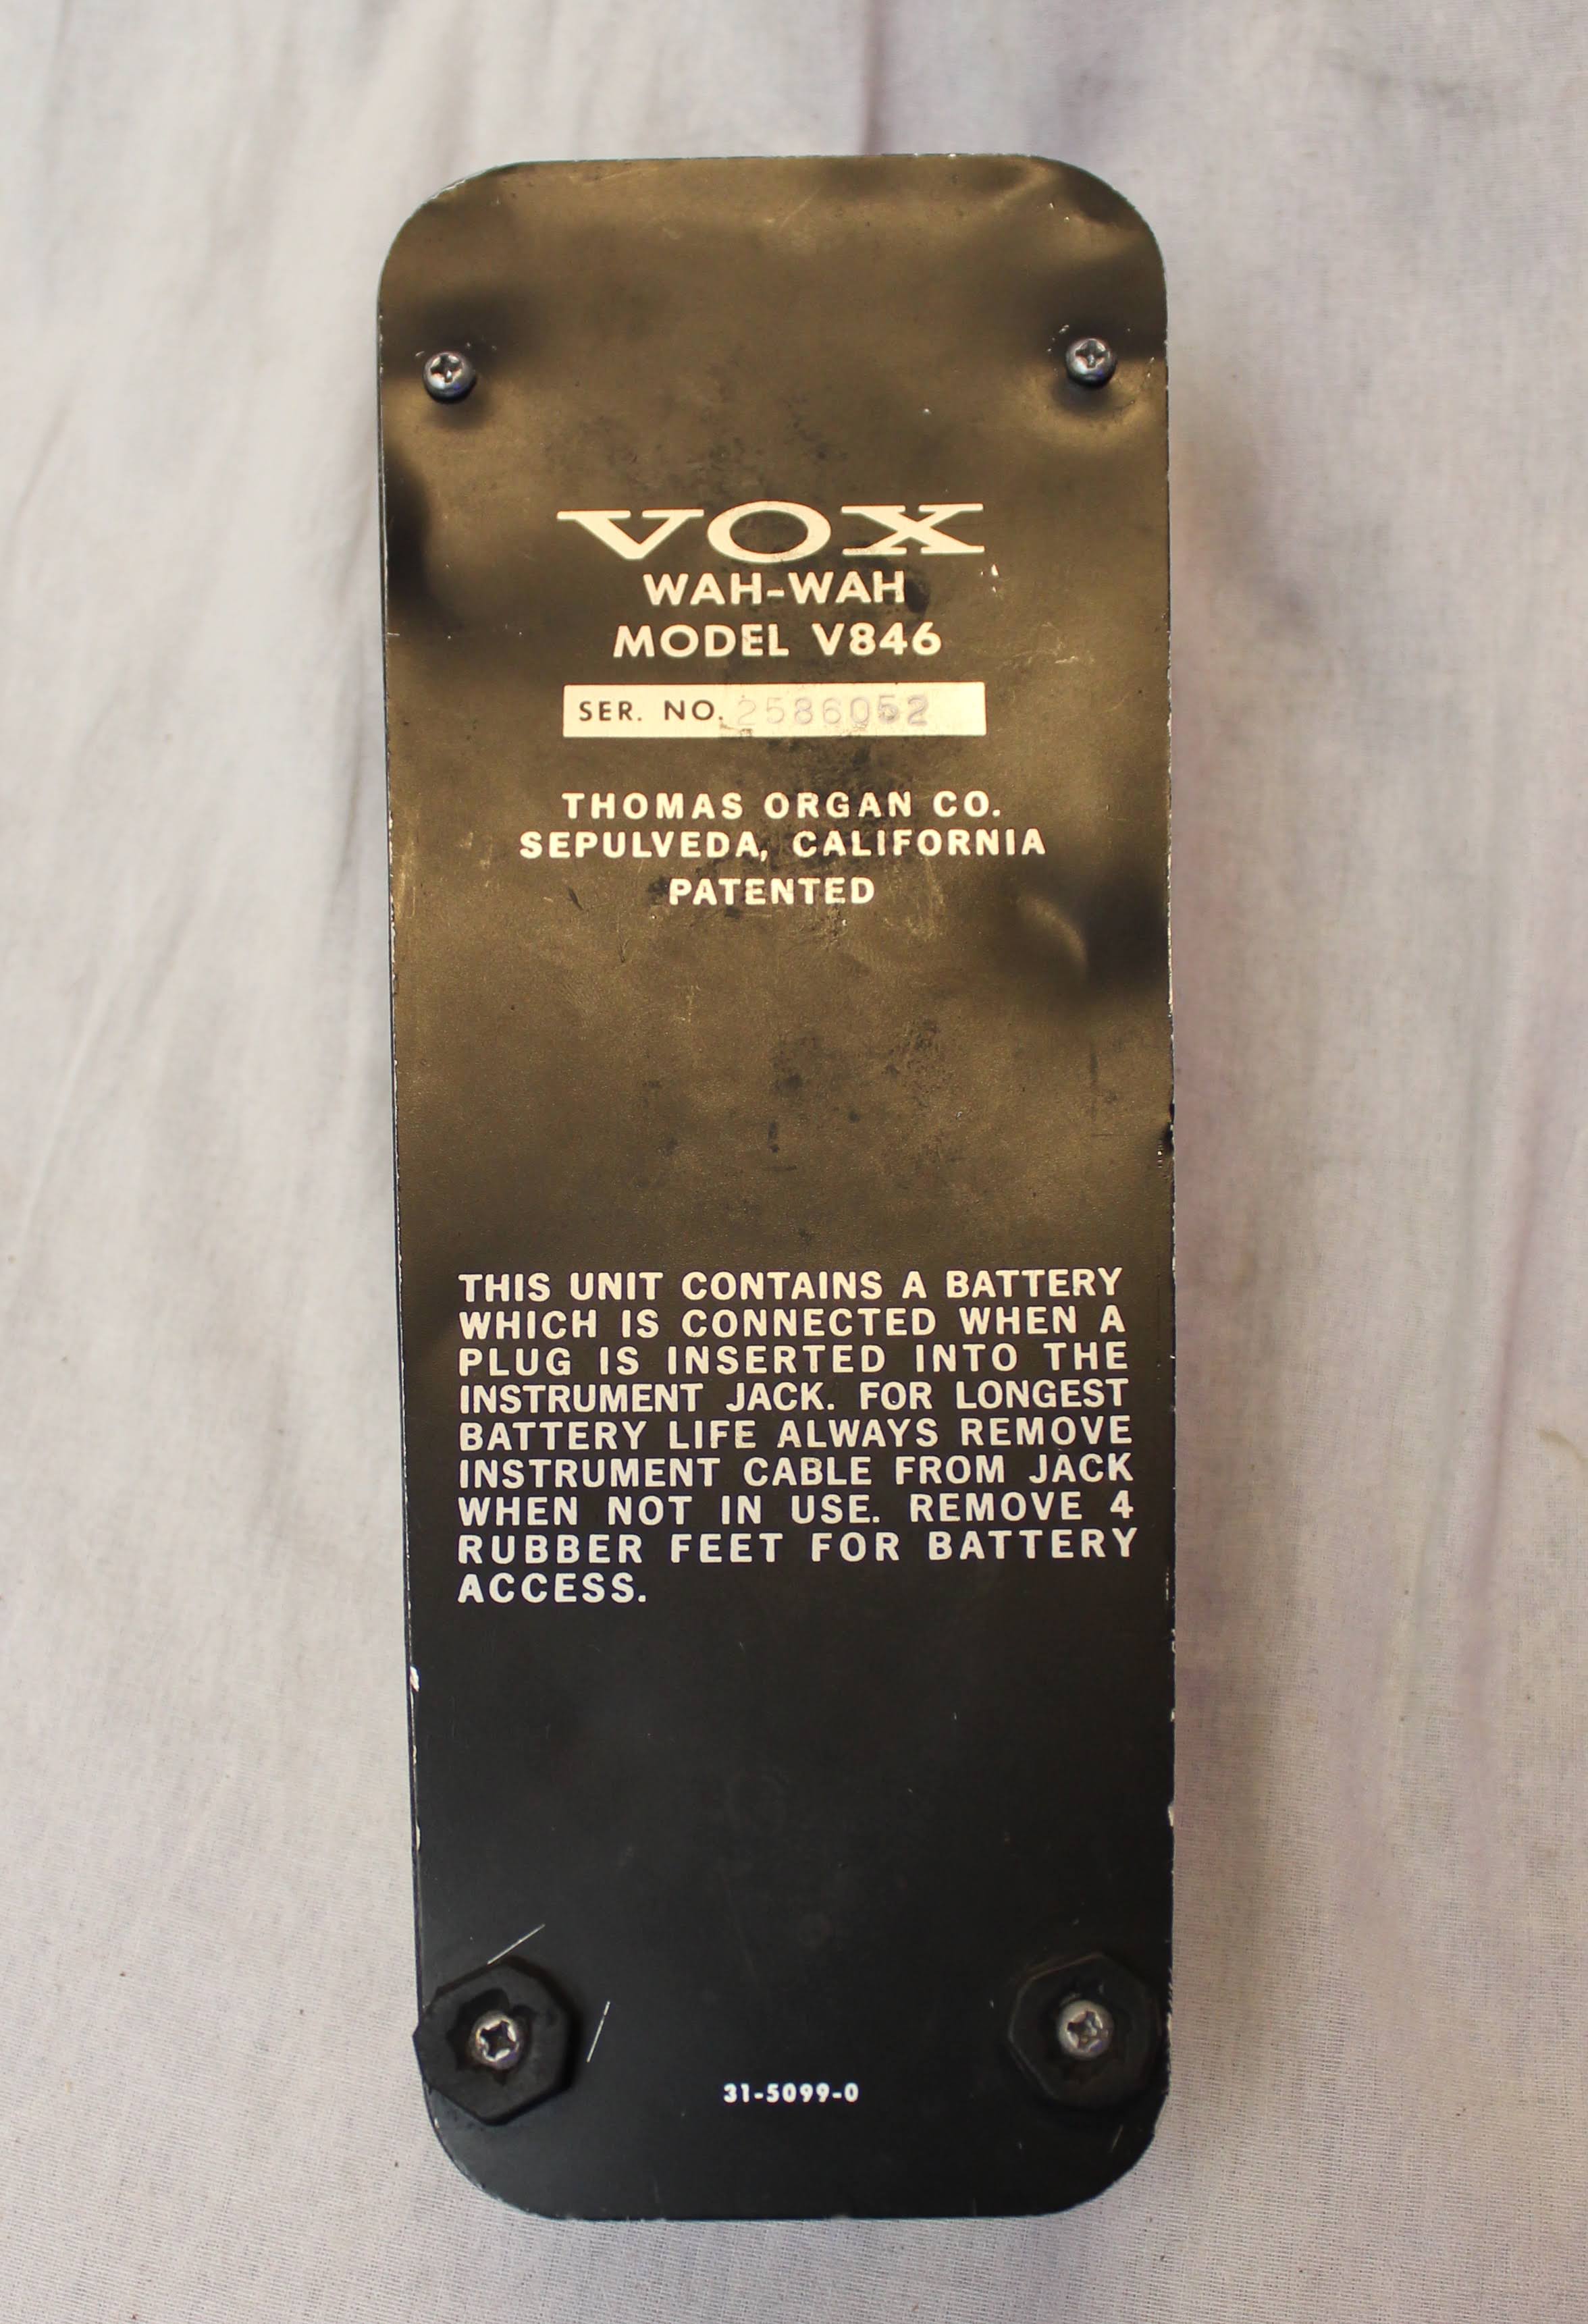 VOX
WAH-WAH
MODEL V846
SER. NO. 2586052
THOMAS ORGAN CO.
SEPULVEDA, CALIFORNIA
PATENTED
THIS UNIT CONTAINS A BATTERY
WHICH IS CONNECTED WHEN A
PLUG IS INSERTED INTO THE
INSTRUMENT JACK. FOR LONGEST
BATTERY LIFE ALWAYS REMOVE
INSTRUMENT CABLE FROM JACK
WHEN NOT IN USE. REMOVE 4
RUBBER FEET FOR BATTERY
ACCESS.
31-5099-0